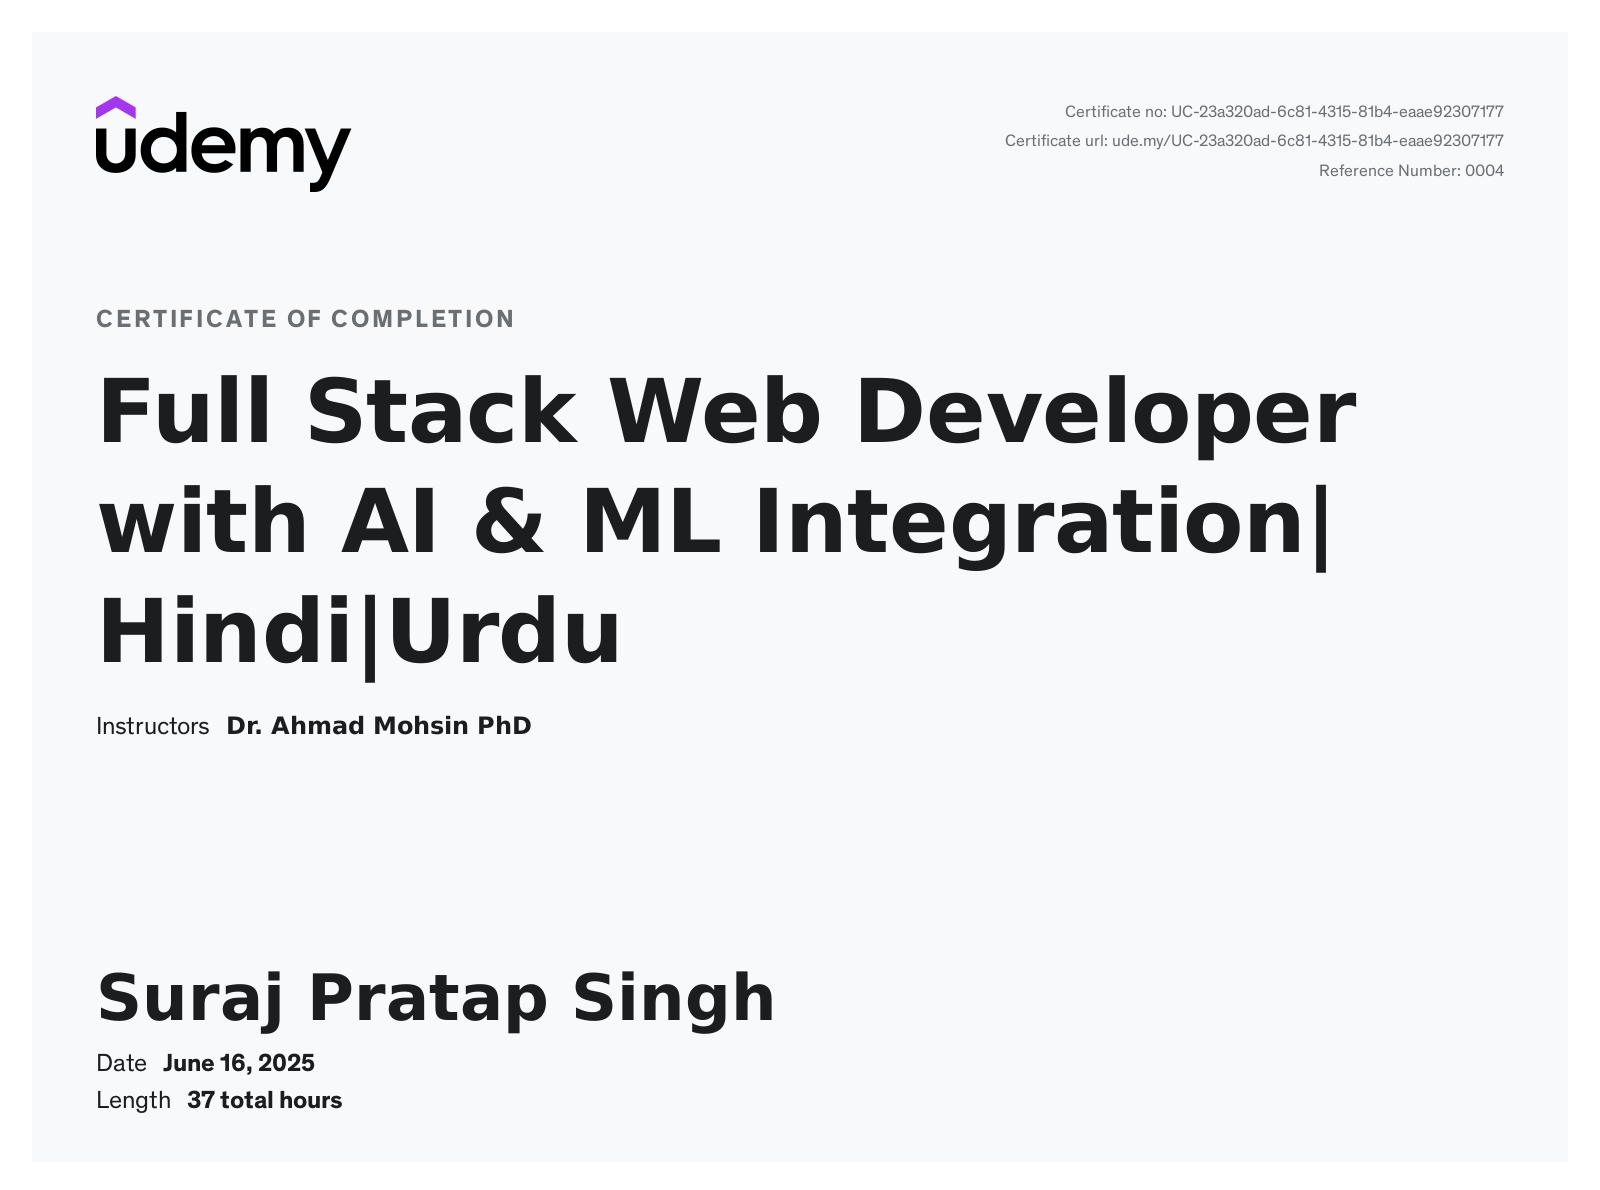 udemy
Certificate no: UC-23a320ad-6c81-4315-81b4-eaae92307177
Certificate url: ude.my/UC-23a320ad-6c81-4315-81b4-eaae92307177
Reference Number: 0004
CERTIFICATE OF COMPLETION
Full Stack Web Developer
with AI & ML Integration|
Hindi|Urdu
Instructors Dr. Ahmad Mohsin PhD
Suraj Pratap Singh
Date June 16, 2025
Length 37 total hours